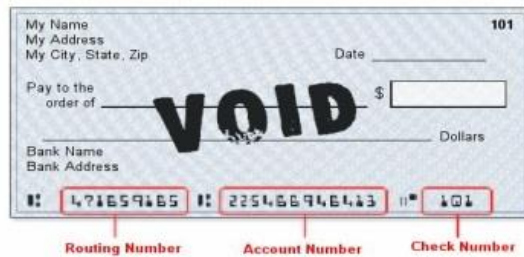 My Name 101
My Address
My City, State, Zip Date
Pay to the
order of $
VOID
Dollars
Bank Name
Bank Address
⑆ 471659165 ⑆ 225466946413 ⑈ 101
Routing Number Account Number Check Number